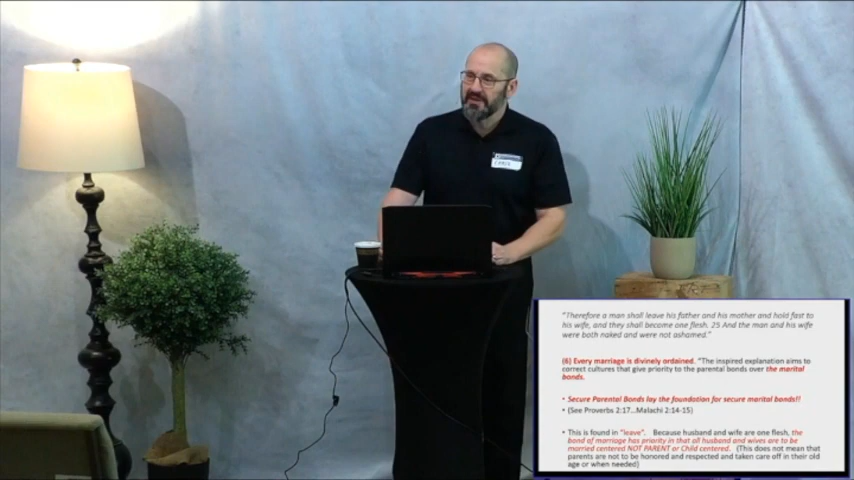 CHRIS
"Therefore a man shall leave his father and his mother and hold fast to
his wife, and they shall become one flesh. 25 And the man and his wife
were both naked and were not ashamed."
(6) Every marriage is divinely ordained. "The inspired explanation aims to
correct cultures that give priority to the parental bonds over the marital
bonds.
• Secure Parental Bonds lay the foundation for secure marital bonds!!
• (See Proverbs 2:17...Malachi 2:14-15)
• This is found in "leave". Because husband and wife are one flesh, the
bond of marriage has priority in that all husband and wives are to be
married centered NOT PARENT or Child centered. (This does not mean that
parents are not to be honored and respected and taken care off in their old
age or when needed)